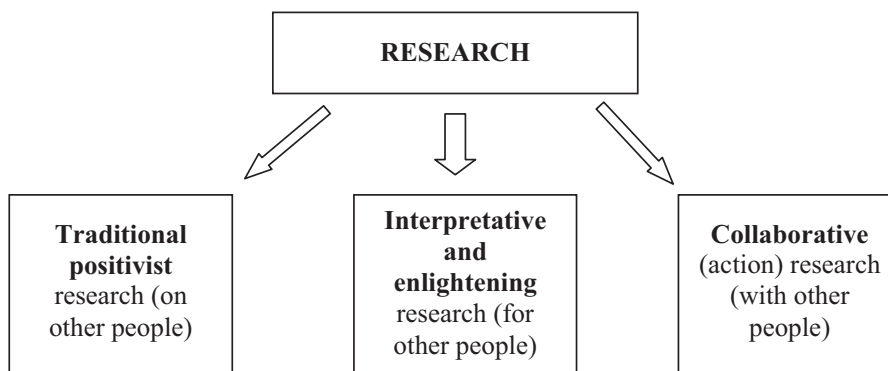 RESEARCH
Traditional
positivist
research (on
other people)
Interpretative
and
enlightening
research (for
other people)
Collaborative
(action) research
(with other
people)